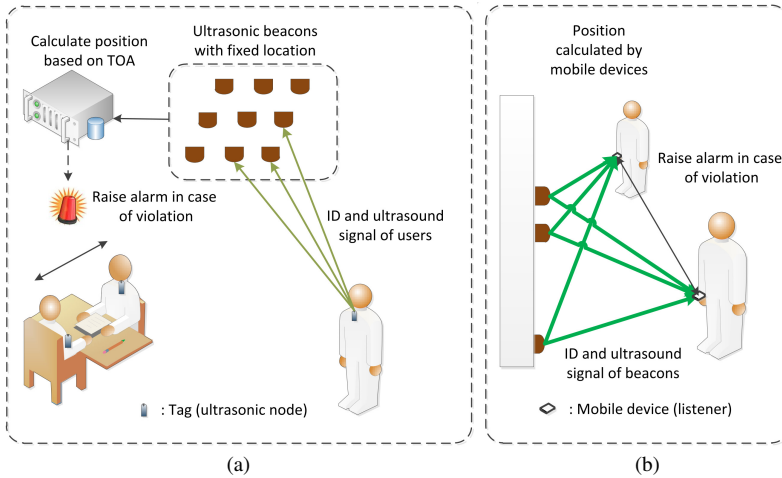 Calculate position
based on TOA
Ultrasonic beacons
with fixed location
Raise alarm in case
of violation
ID and ultrasound
signal of users
: Tag (ultrasonic node)
(a)
Position
calculated by
mobile devices
Raise alarm in case
of violation
ID and ultrasound
signal of beacons
: Mobile device (listener)
(b)